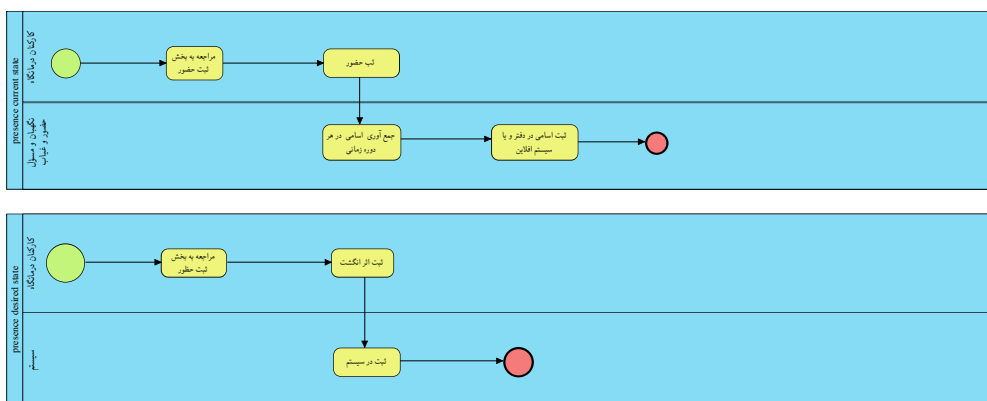 presence current state
کارکنان درمانگاه
مراجعه به بخش
ثبت حضور
ثب حضور
نگهبان و مسؤل
حضور و غیاب
جمع آوری اسامی در هر
دوره زمانی
ثبت اسامی در دفتر و یا
سیستم افلاین
presence desired state
کارکنان درمانگاه
مراجعه به بخش
ثبت حظور
ثبت اثر انگشت
سیستم
ثبت در سیستم